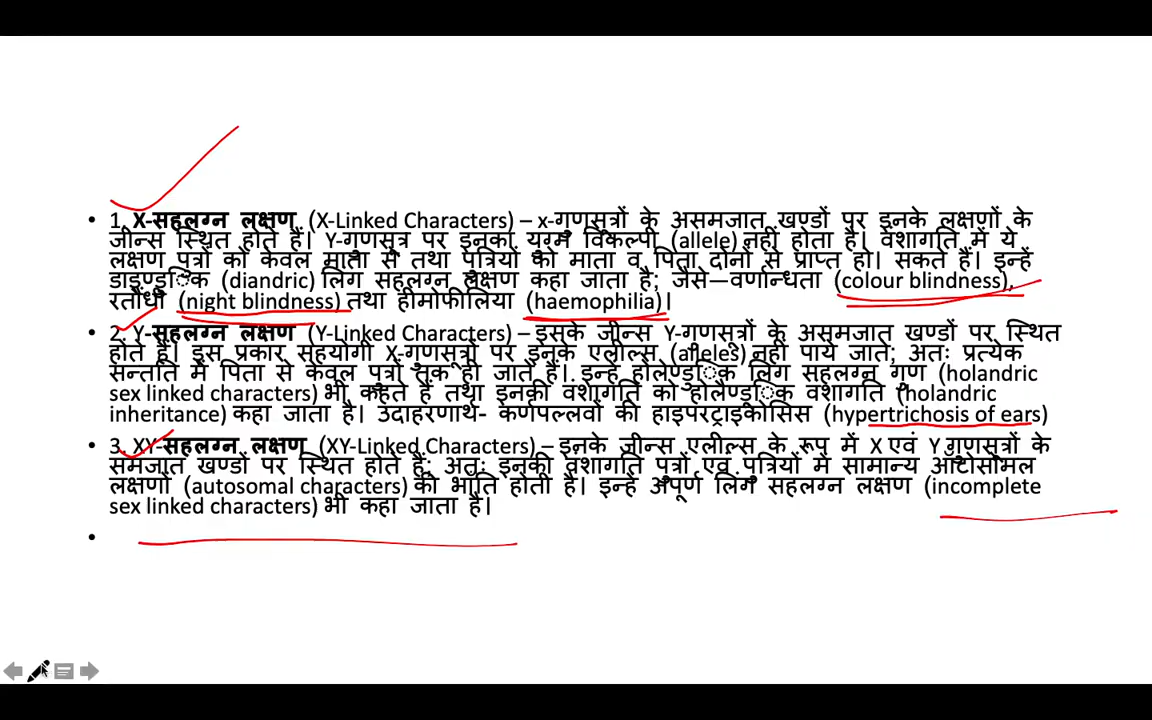 • 1. X-सहलग्न लक्षण (X-Linked Characters) – x-गुणसूत्रों के असमजात खण्डों पर इनके लक्षणों के
जीन्स स्थित होते हैं। Y-गुणसूत्र पर इनका युग्म विकल्पी (allele) नहीं होता है। वंशागति में ये
लक्षण पुत्रों को केवल माता से तथा पुत्रियों को माता व पिता दोनों से प्राप्त हो। सकते हैं। इन्हें
डाइण्ड्रिक (diandric) लिंग सहलग्न लक्षण कहा जाता है; जैसे—वर्णान्धता (colour blindness),
रतौंधी (night blindness) तथा हीमोफीलिया (haemophilia)।
• 2. Y-सहलग्न लक्षण (Y-Linked Characters) – इसके जीन्स Y-गुणसूत्रों के असमजात खण्डों पर स्थित
होते हैं। इस प्रकार सहयोगी X-गुणसूत्रों पर इनके एलील्स (alleles) नहीं पाये जाते; अतः प्रत्येक
सन्तति में पिता से केवल पुत्रों तक ही जाते हैं।. इन्हें होलेण्ड्रिक लिंग सहलग्न गुण (holandric
sex linked characters) भी कहते हैं तथा इनकी वंशागति को होलैण्ड्रिक वंशागति (holandric
inheritance) कहा जाता है। उदाहरणार्थ- कर्णपल्लवों की हाइपरट्राइकोसिस (hypertrichosis of ears)
• 3. XY-सहलग्न लक्षण (XY-Linked Characters) – इनके जीन्स एलील्स के रूप में X एवं Y गुणसूत्रों के
समजात खण्डों पर स्थित होते हैं; अतः इनकी वंशागति पुत्रों एवं पुत्रियों में सामान्य ऑटोसोमल
लक्षणों (autosomal characters) की भाँति होती है। इन्हें अपूर्ण लिंग सहलग्न लक्षण (incomplete
sex linked characters) भी कहा जाता है।
•